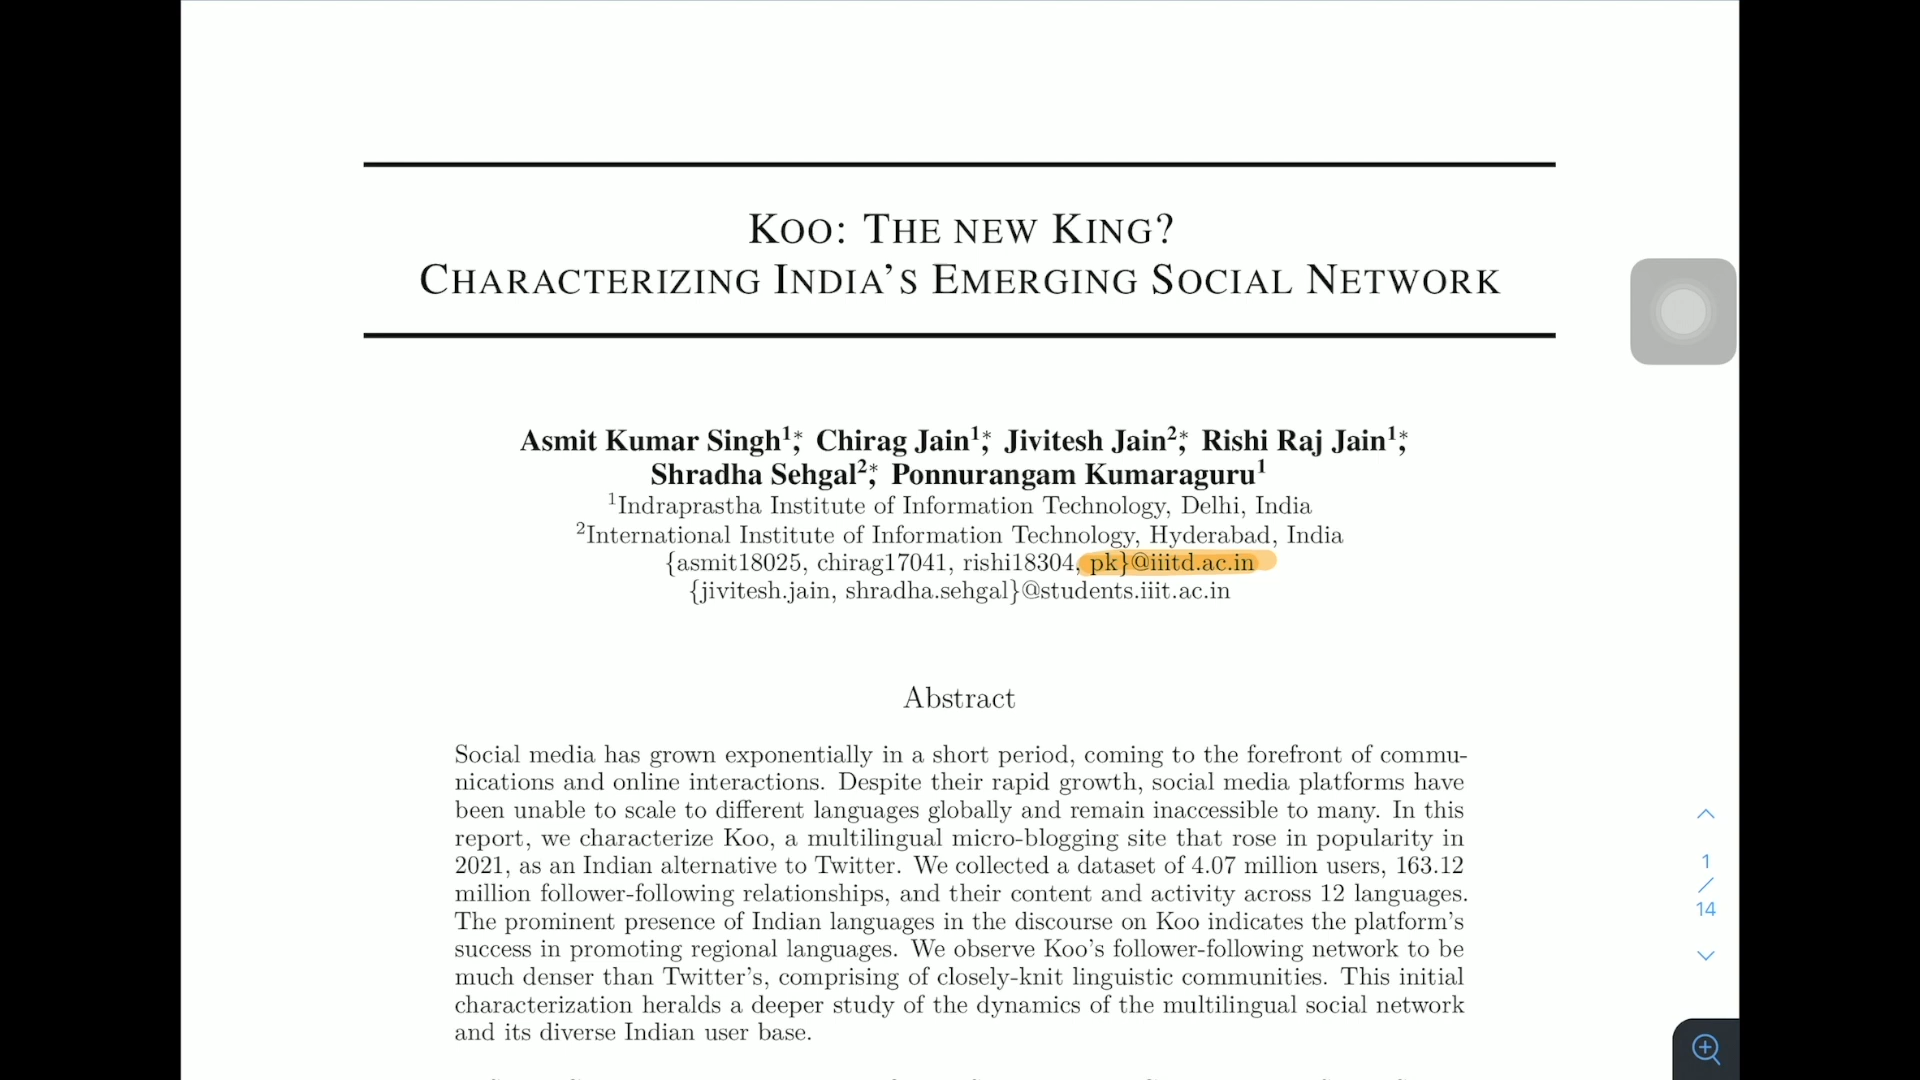 KOO: THE NEW KING?
CHARACTERIZING INDIA'S EMERGING SOCIAL NETWORK
Asmit Kumar Singh¹*, Chirag Jain¹*, Jivitesh Jain²*, Rishi Raj Jain¹*,
Shradha Sehgal²*, Ponnurangam Kumaraguru¹
¹Indraprastha Institute of Information Technology, Delhi, India
²International Institute of Information Technology, Hyderabad, India
{asmit18025, chirag17041, rishi18304, pk}@iiitd.ac.in
{jivitesh.jain, shradha.sehgal}@students.iiit.ac.in
Abstract
Social media has grown exponentially in a short period, coming to the forefront of commu-
nications and online interactions. Despite their rapid growth, social media platforms have
been unable to scale to different languages globally and remain inaccessible to many. In this
report, we characterize Koo, a multilingual micro-blogging site that rose in popularity in
2021, as an Indian alternative to Twitter. We collected a dataset of 4.07 million users, 163.12
million follower-following relationships, and their content and activity across 12 languages.
The prominent presence of Indian languages in the discourse on Koo indicates the platform's
success in promoting regional languages. We observe Koo's follower-following network to be
much denser than Twitter's, comprising of closely-knit linguistic communities. This initial
characterization heralds a deeper study of the dynamics of the multilingual social network
and its diverse Indian user base.
1
/
14